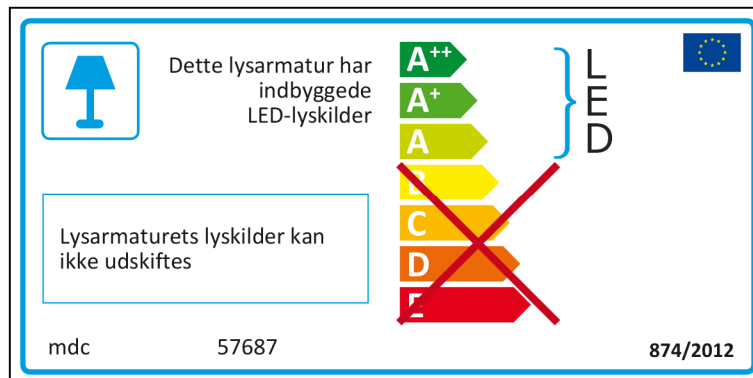 Dette lysarmatur har
indbyggede
LED-lyskilder
A++
A+
A
B
C
D
E
L
E
D
Lysarmaturets lyskilder kan
ikke udskiftes
mdc 57687
874/2012